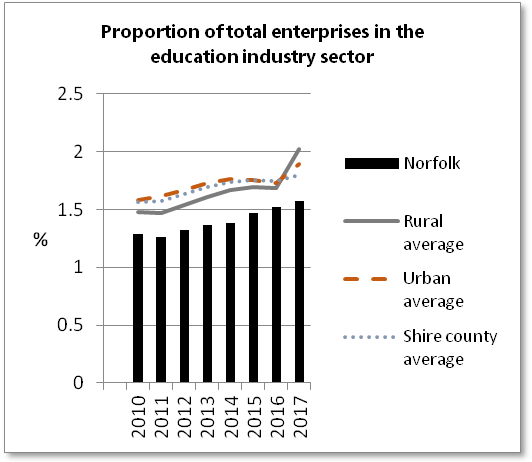 Proportion of total enterprises in the
education industry sector
2.5
2
1.5
1
0.5
0
%
2010
2011
2012
2013
2014
2015
2016
2017
Norfolk
Rural
average
Urban
average
Shire county
average